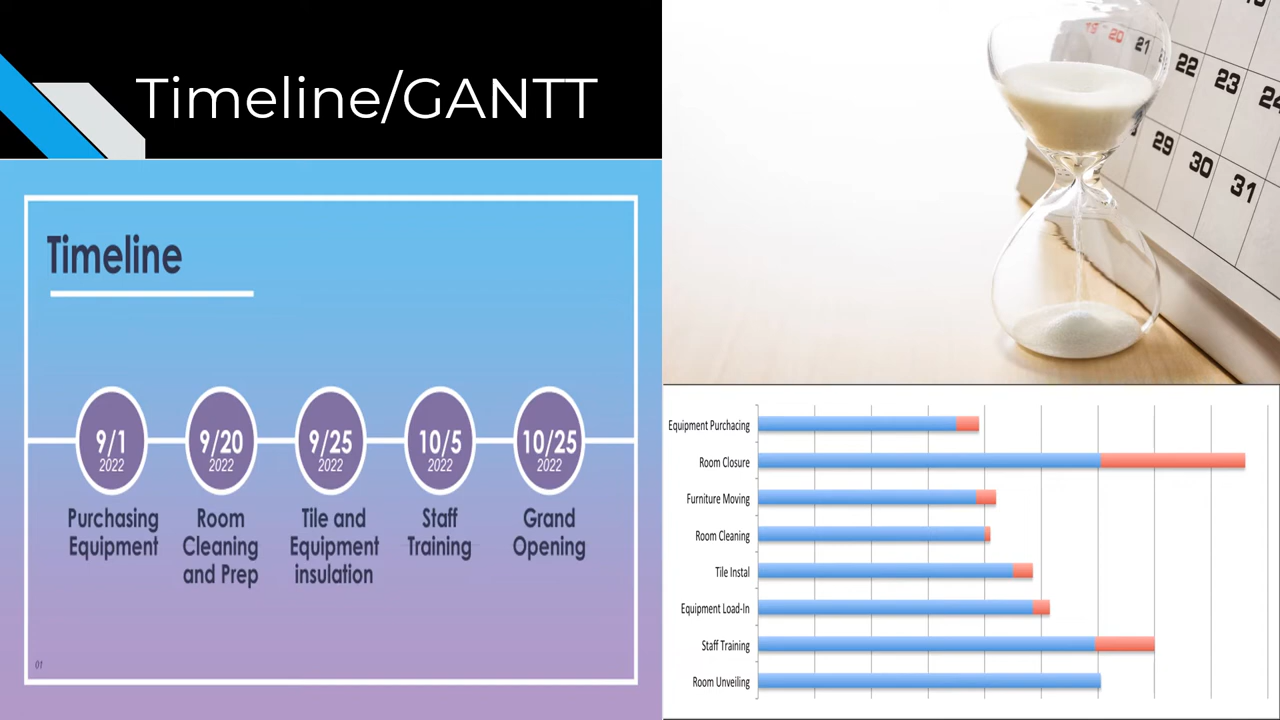 Timeline/GANTT
Timeline
9/1
2022
9/20
2022
9/25
2022
10/5
2022
10/25
2022
Purchasing
Equipment
Room
Cleaning
and Prep
Tile and
Equipment
insulation
Staff
Training
Grand
Opening
01
19 20 21
22 23 24
29 30 31
Equipment Purchasing
Room Closure
Furniture Moving
Room Cleaning
Tile Instal
Equipment Load-In
Staff Training
Room Unveiling